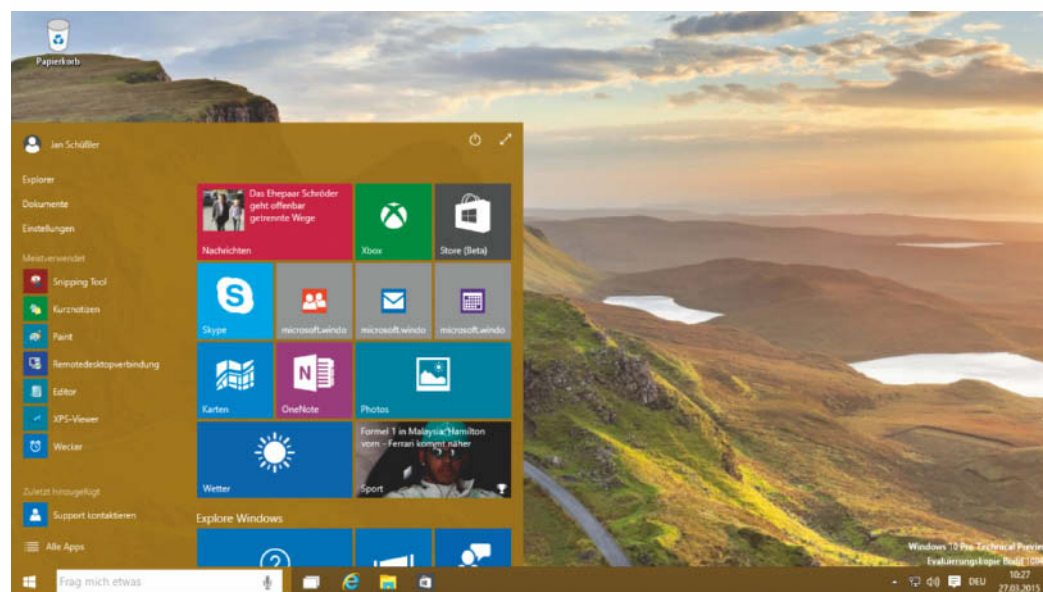 Papierkorb
Jan Schüßler
Explorer
Dokumente
Einstellungen
Meistverwendet
Snipping Tool
Kurznotizen
Paint
Remotedesktopverbindung
Editor
XPS-Viewer
Wecker
Zuletzt hinzugefügt
Support kontaktieren
Alle Apps
Das Ehepaar Schröder
geht offenbar
getrennte Wege
Nachrichten
Xbox
Store (Beta)
Skype
microsoft.windo
microsoft.windo
microsoft.windo
Karten
OneNote
Photos
Wetter
Formel 1 in Malaysia: Hamilton
vorn - Ferrari kommt näher
Sport
Explore Windows
Windows 10 Pro Technical Previe
Evaluierungskopie Build
Frag mich etwas
DEU
10:27
27.03.2015